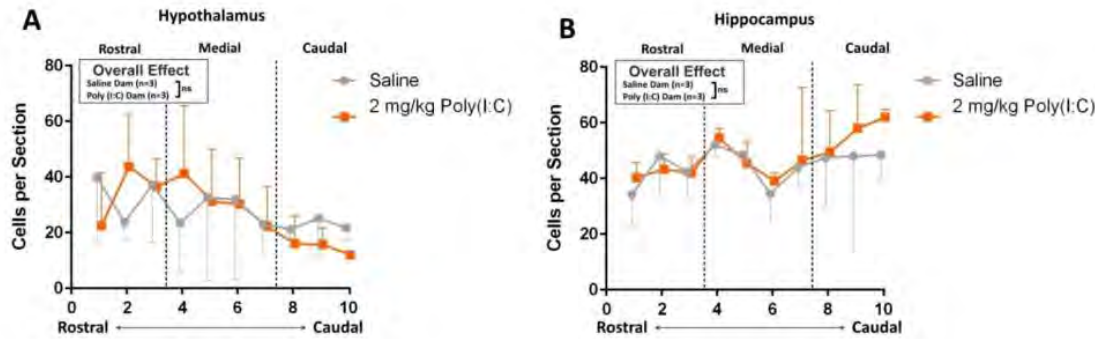 A
Hypothalamus
Rostral
Medial
Caudal
Overall Effect
Saline Dam (n=3)
Poly (I:C) Dam (n=3)
ns
Saline
2 mg/kg Poly(I:C)
Cells per Section
80
60
40
20
0
0 2 4 6 8 10
Rostral Caudal
B
Hippocampus
Rostral
Medial
Caudal
Overall Effect
Saline Dam (n=3)
Poly (I:C) Dam (n=3)
ns
Saline
2 mg/kg Poly(I:C)
Cells per Section
80
60
40
20
0
0 2 4 6 8 10
Rostral Caudal